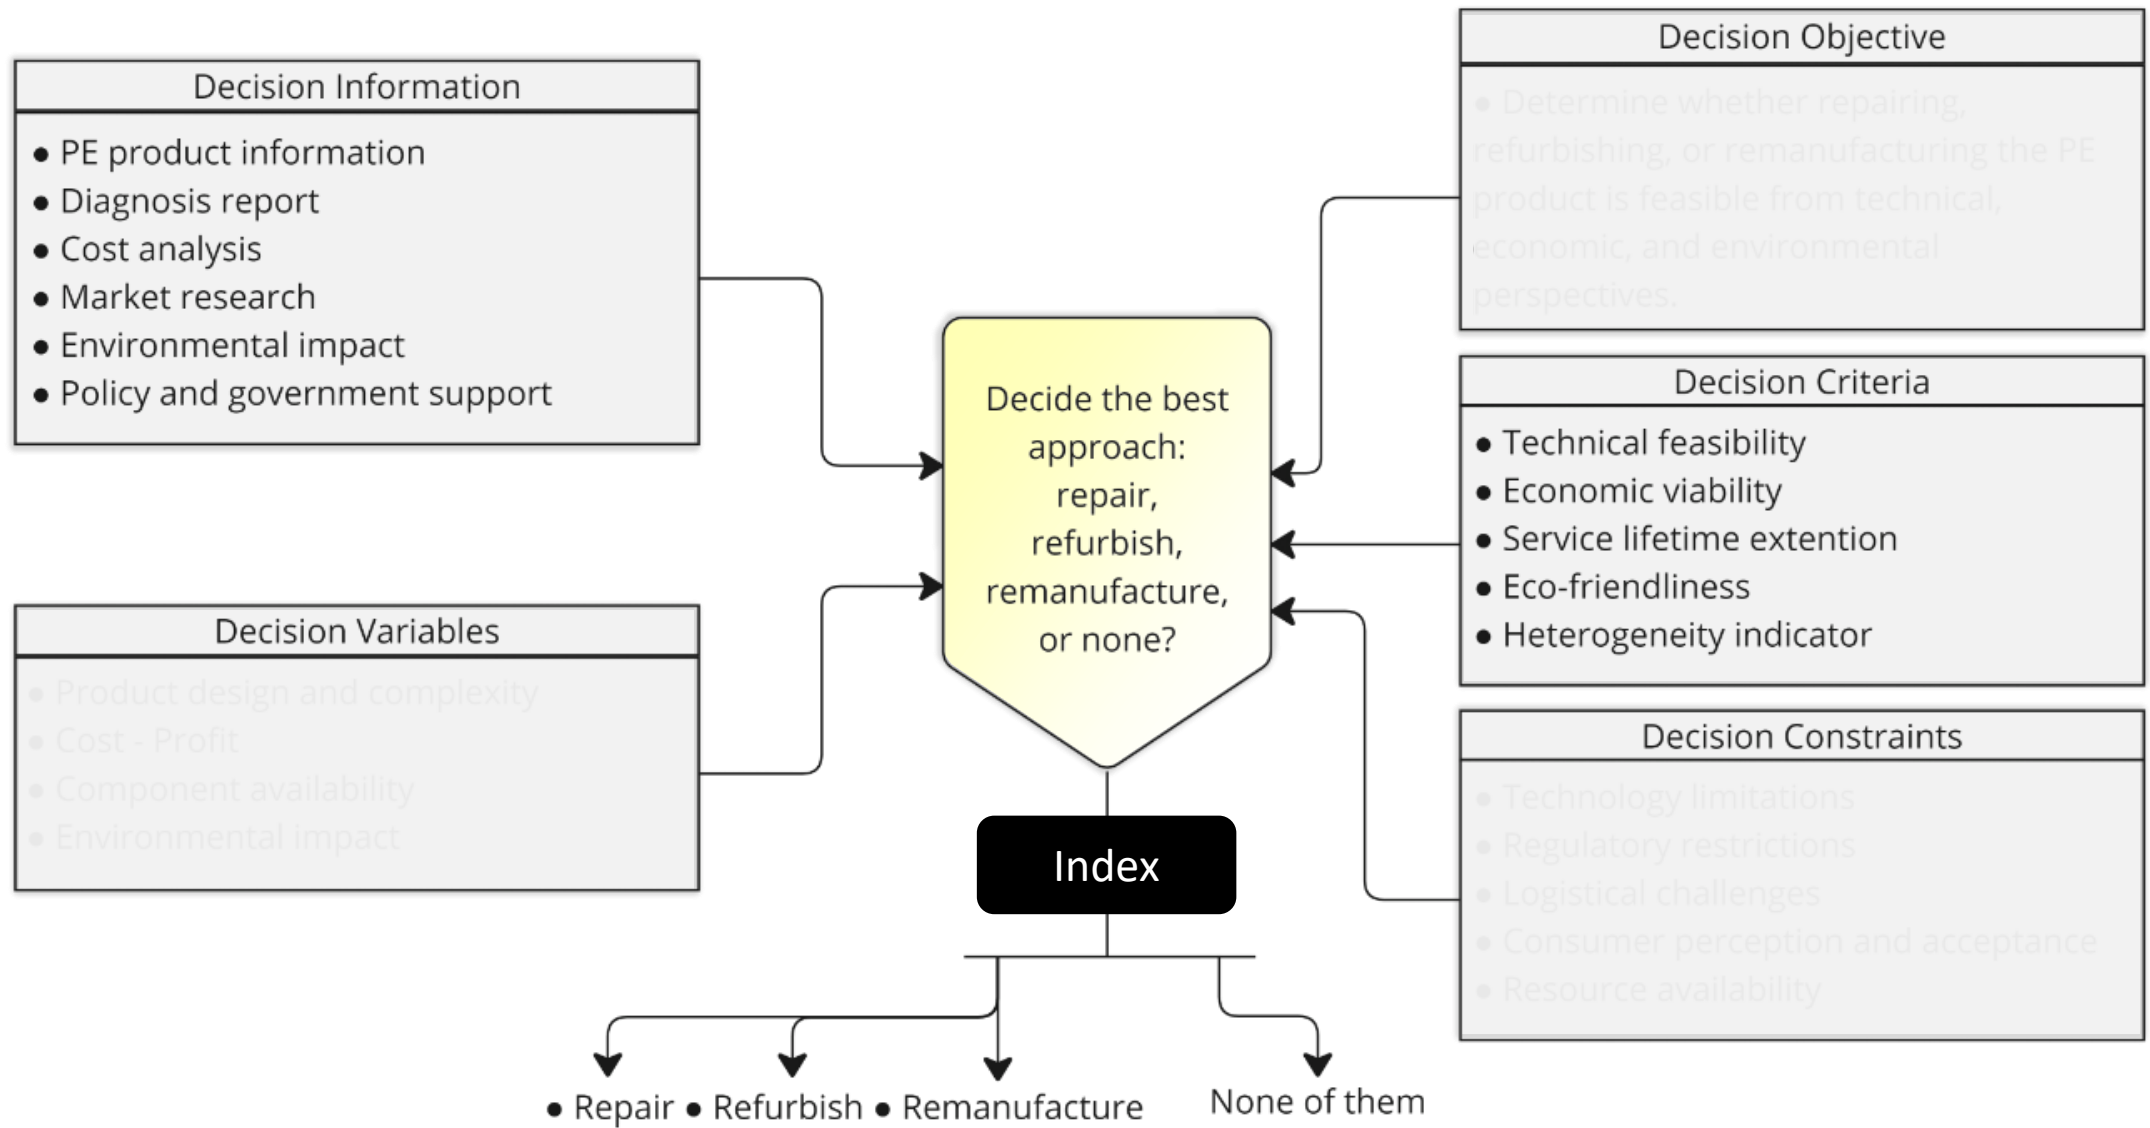 Decision Information
● PE product information
● Diagnosis report
● Cost analysis
● Market research
● Environmental impact
● Policy and government support
Decision Variables
● Product design and complexity
● Cost - Profit
● Component availability
● Environmental impact
Decide the best
approach:
repair,
refurbish,
remanufacture,
or none?
Index
● Repair ● Refurbish ● Remanufacture
None of them
Decision Objective
● Determine whether repairing,
refurbishing, or remanufacturing the PE
product is feasible from technical,
economic, and environmental
perspectives.
Decision Criteria
● Technical feasibility
● Economic viability
● Service lifetime extention
● Eco-friendliness
● Heterogeneity indicator
Decision Constraints
● Technology limitations
● Regulatory restrictions
● Logistical challenges
● Consumer perception and acceptance
● Resource availability